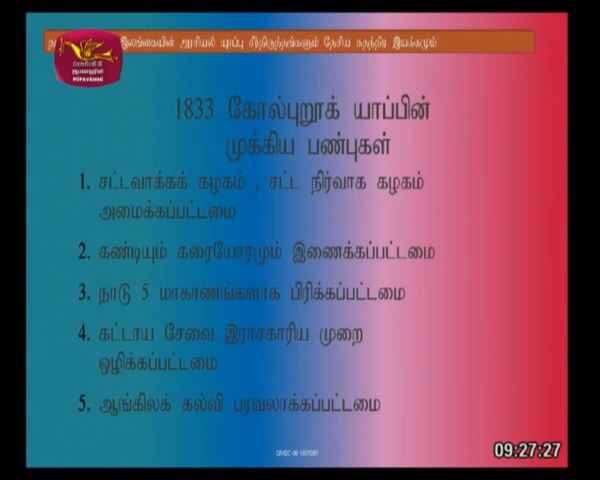 இலங்கையின் அரசியல் யாப்பு சீர்திருத்தங்களும் தேசிய சுதந்திர இயக்கமும்
RUPAVAHINI
1833 கோல்புறூக் யாப்பின்
முக்கிய பண்புகள்
1. சட்டவாக்கக் கழகம் , சட்ட நிர்வாக கழகம்
அமைக்கப்பட்டமை
2. கண்டியும் கரையோரமும் இணைக்கப்பட்டமை
3. நாடு 5 மாகாணங்களாக பிரிக்கப்பட்டமை
4. கட்டாய சேவை இராசகாரிய முறை
ஒழிக்கப்பட்டமை
5. ஆங்கிலக் கல்வி பரவலாக்கப்பட்டமை
HISTORY
09:27:27